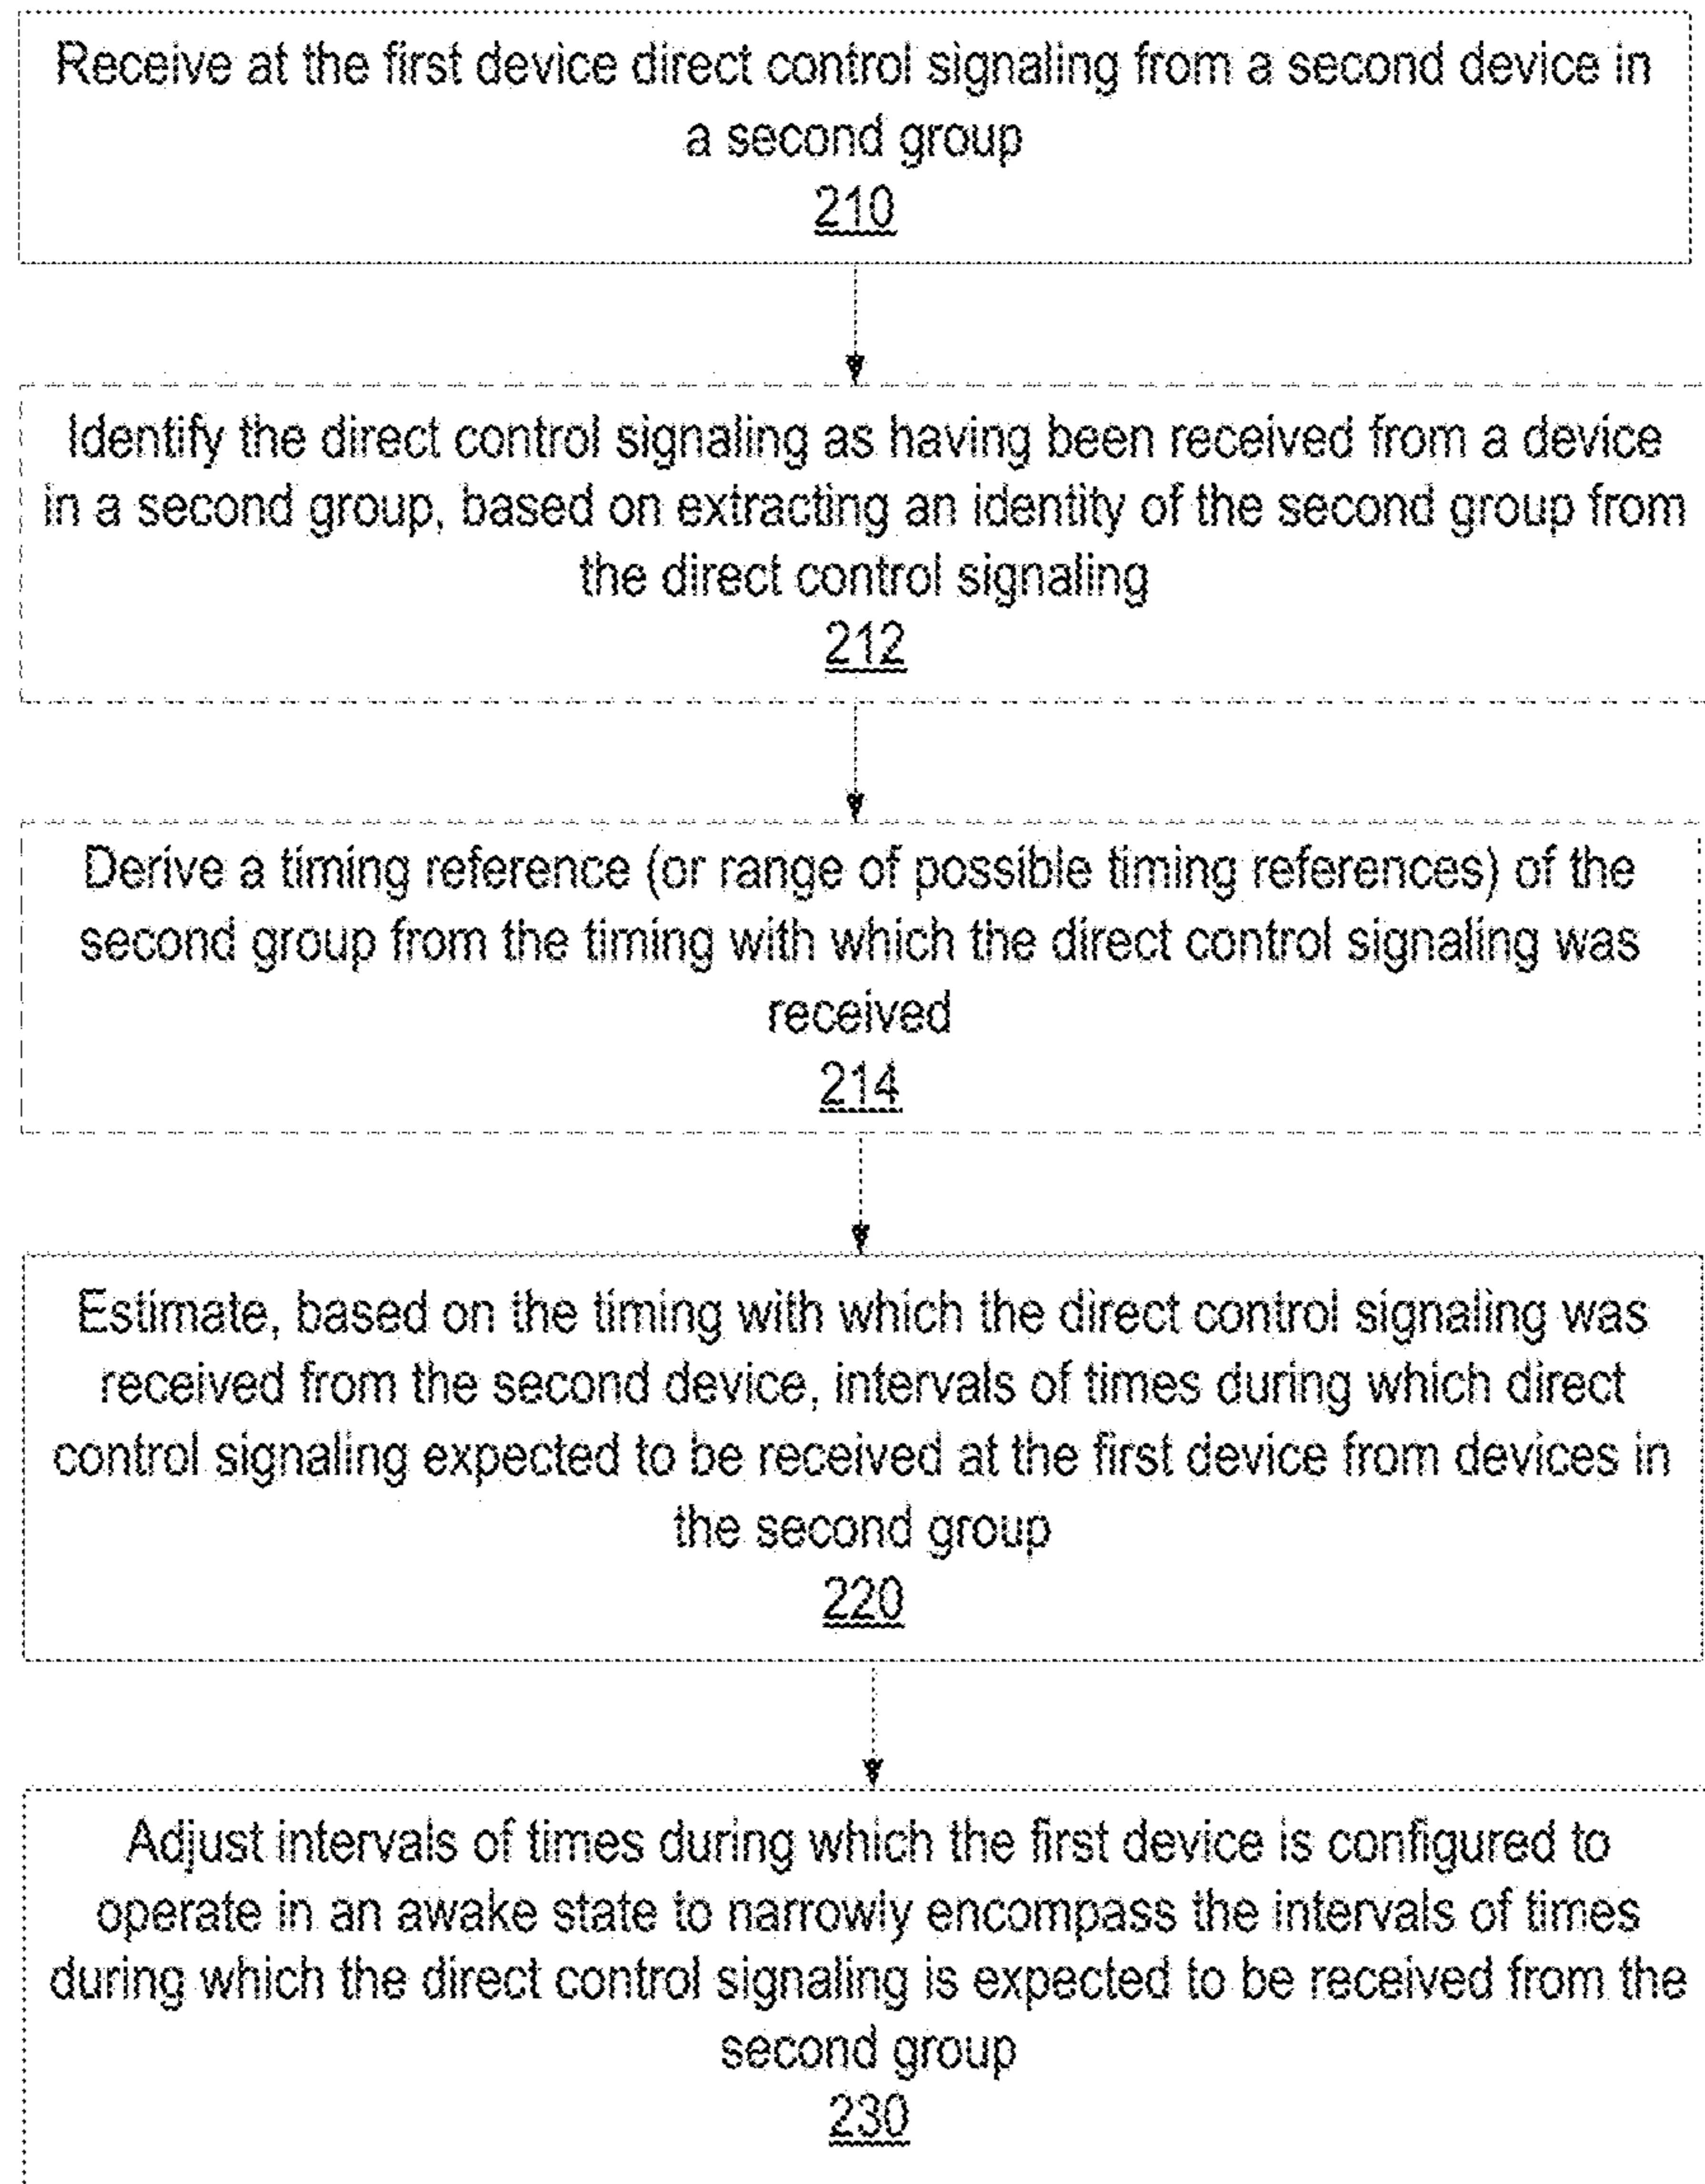 Receive at the first device direct control signaling from a second device in
a second group
210
Identify the direct control signaling as having been received from a device
in a second group, based on extracting an identity of the second group from
the direct control signaling
212
Derive a timing reference (or range of possible timing references) of the
second group from the timing with which the direct control signaling was
received
214
Estimate, based on the timing with which the direct control signaling was
received from the second device, intervals of times during which direct
control signaling expected to be received at the first device from devices in
the second group
220
Adjust intervals of times during which the first device is configured to
operate in an awake state to narrowly encompass the intervals of times
during which the direct control signaling is expected to be received from the
second group
230